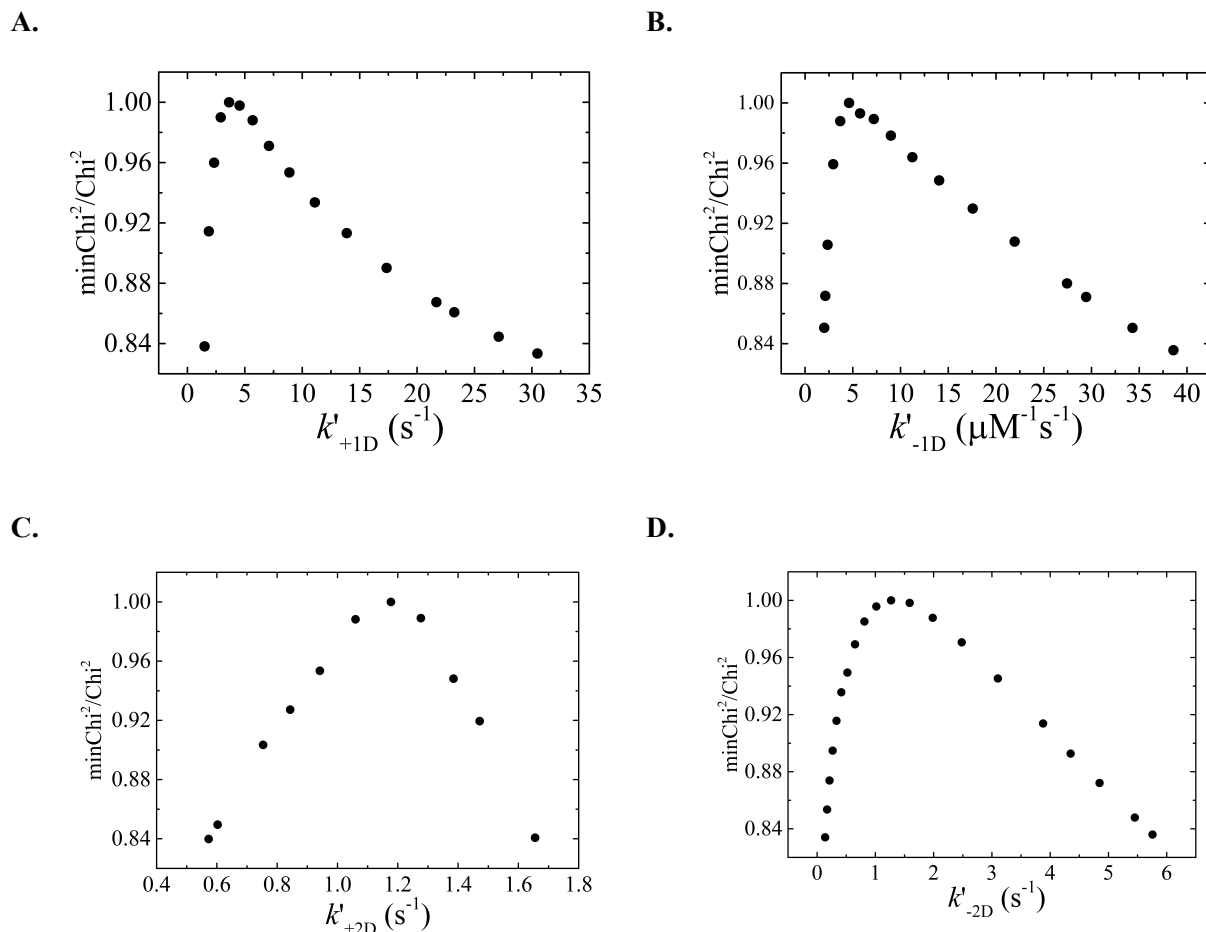 A.
B.
minChi²/Chi²
1.00
0.96
0.92
0.88
0.84
0 5 10 15 20 25 30 35
k'+1D (s⁻¹)
minChi²/Chi²
1.00
0.96
0.92
0.88
0.84
0 5 10 15 20 25 30 35 40
k'-1D (μM⁻¹s⁻¹)
C.
D.
minChi²/Chi²
1.00
0.96
0.92
0.88
0.84
0.4 0.6 0.8 1.0 1.2 1.4 1.6 1.8
k'+2D (s⁻¹)
minChi²/Chi²
1.00
0.96
0.92
0.88
0.84
0 1 2 3 4 5 6
k'-2D (s⁻¹)